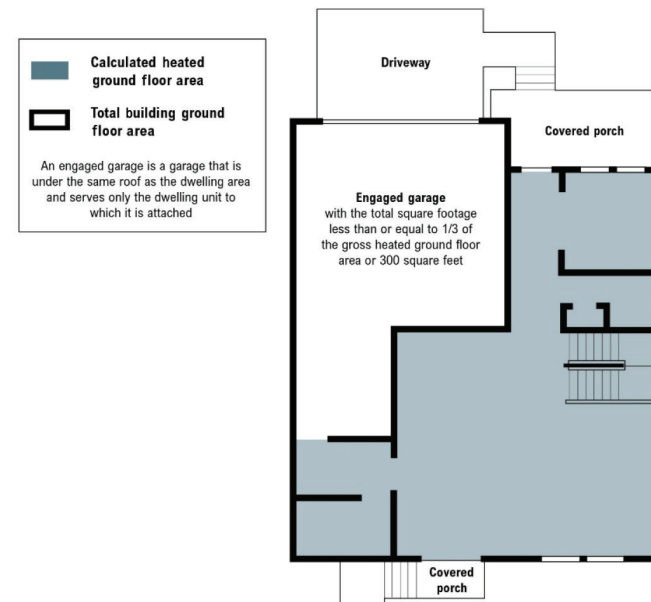 Calculated heated
ground floor area
Total building ground
floor area
An engaged garage is a garage that is
under the same roof as the dwelling area
and serves only the dwelling unit to
which it is attached
Driveway
Covered porch
Engaged garage
with the total square footage
less than or equal to 1/3 of
the gross heated ground floor
area or 300 square feet
Covered
porch